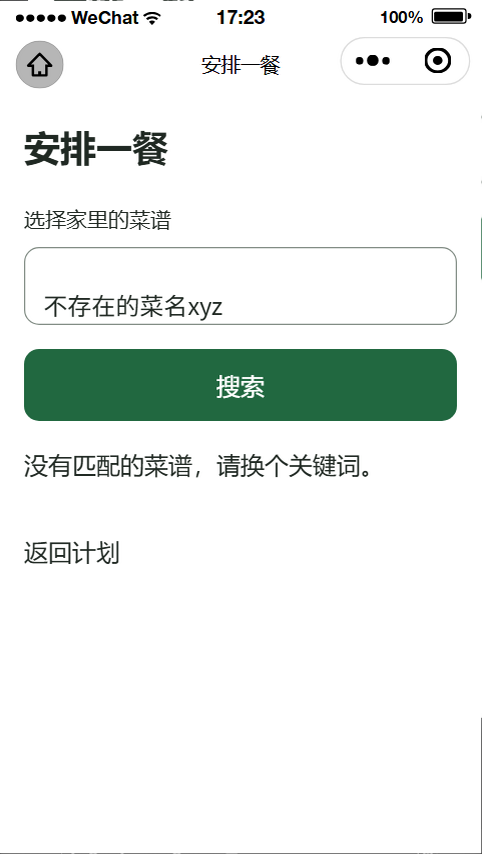 WeChat 17:23 100%
安排一餐
安排一餐
选择家里的菜谱
不存在的菜名xyz
搜索
没有匹配的菜谱，请换个关键词。
返回计划